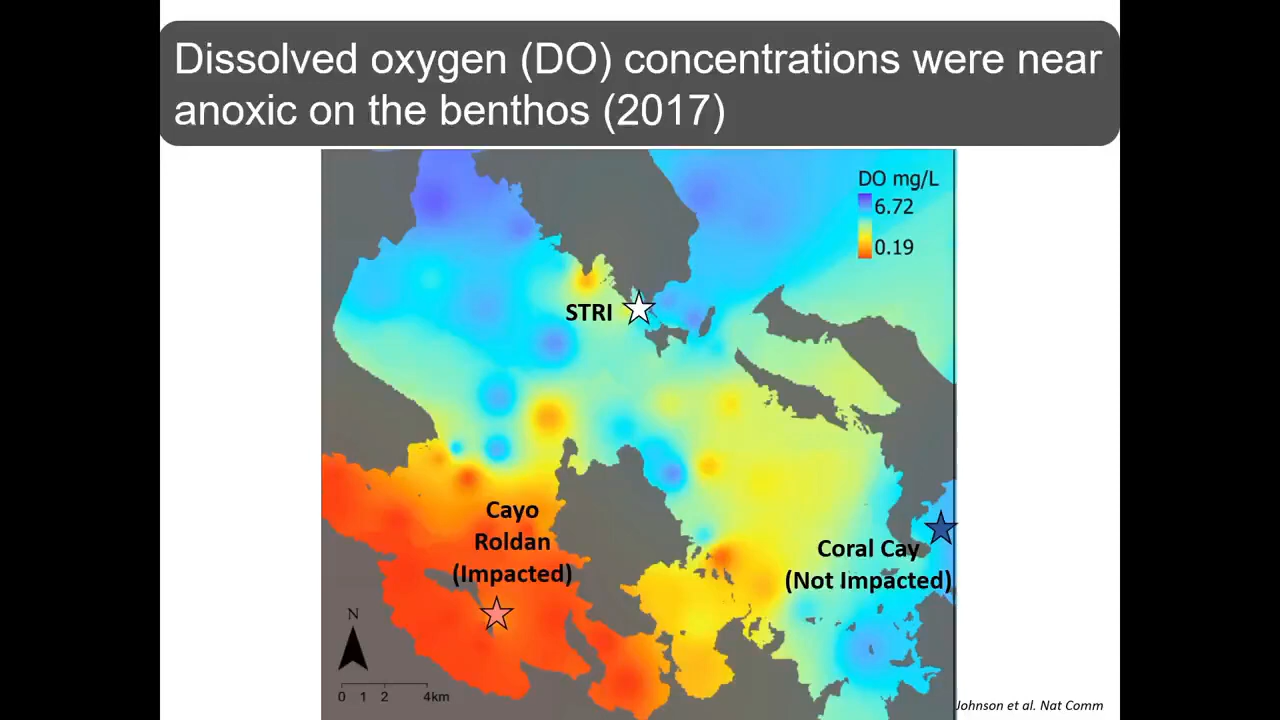 Dissolved oxygen (DO) concentrations were near
anoxic on the benthos (2017)
DO mg/L
6.72
0.19
STRI
Cayo
Roldan
(Impacted)
Coral Cay
(Not Impacted)
N
0 1 2 4km
Johnson et al. Nat Comm